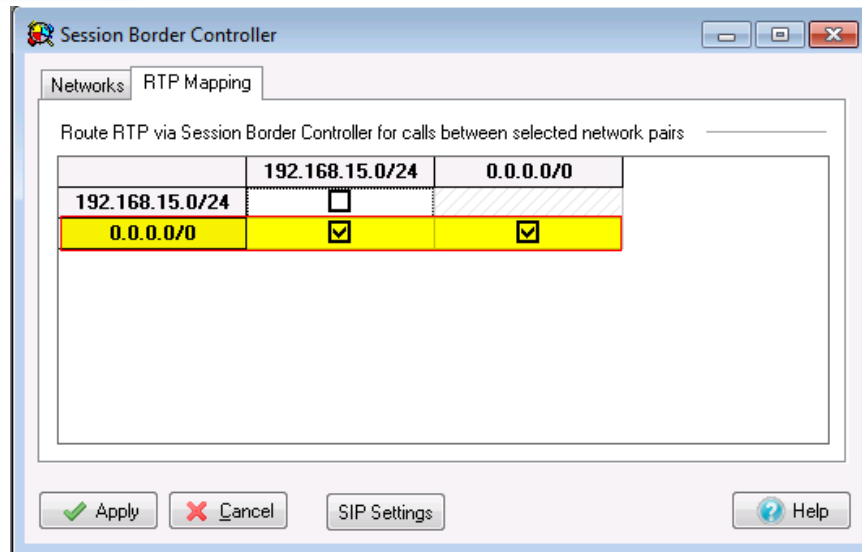 Session Border Controller
Networks RTP Mapping
Route RTP via Session Border Controller for calls between selected network pairs
192.168.15.0/24 0.0.0.0/0
192.168.15.0/24
0.0.0.0/0
Apply Cancel SIP Settings Help